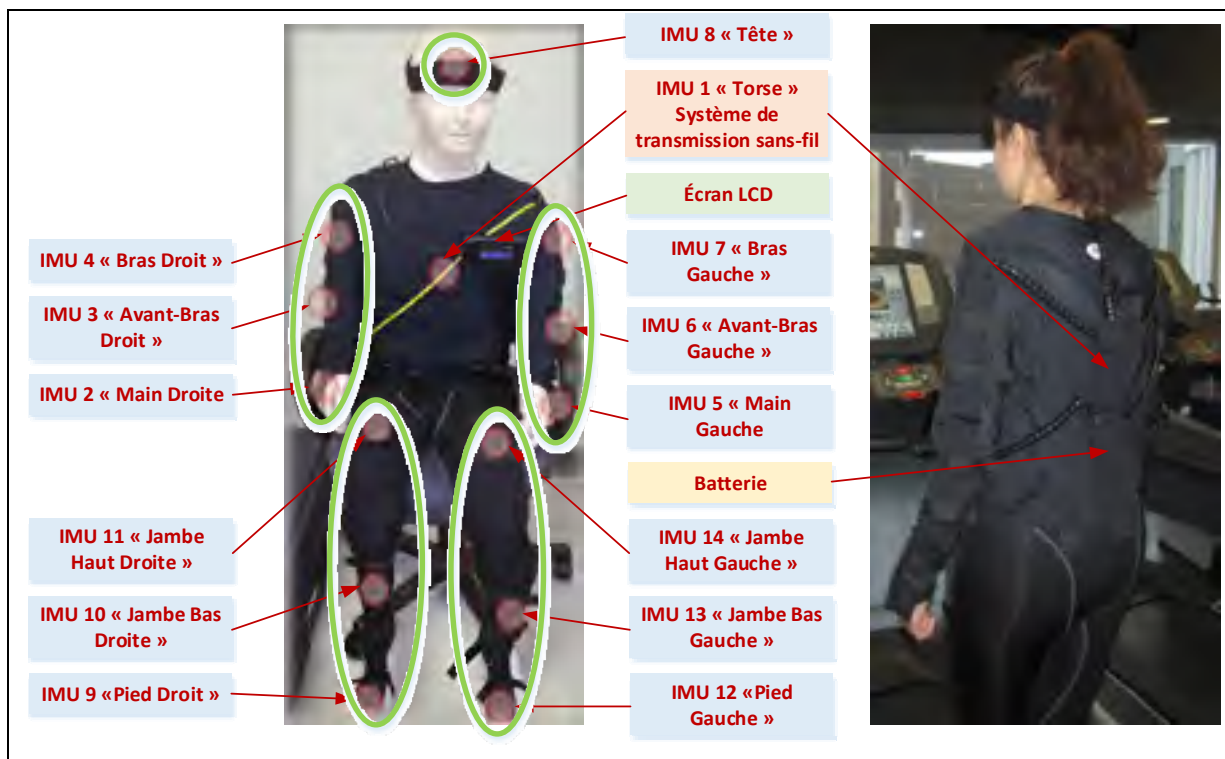 IMU 8 « Tête »
IMU 1 « Torse »
Système de
transmission sans-fil
Écran LCD
IMU 4 « Bras Droit »
IMU 7 « Bras
Gauche »
IMU 3 « Avant-Bras
Droit »
IMU 6 « Avant-Bras
Gauche »
IMU 2 « Main Droite
IMU 5 « Main
Gauche
Batterie
IMU 11 « Jambe
Haut Droite »
IMU 14 « Jambe
Haut Gauche »
IMU 10 « Jambe Bas
Droite »
IMU 13 « Jambe Bas
Gauche »
IMU 9 «Pied Droit »
IMU 12 «Pied
Gauche »